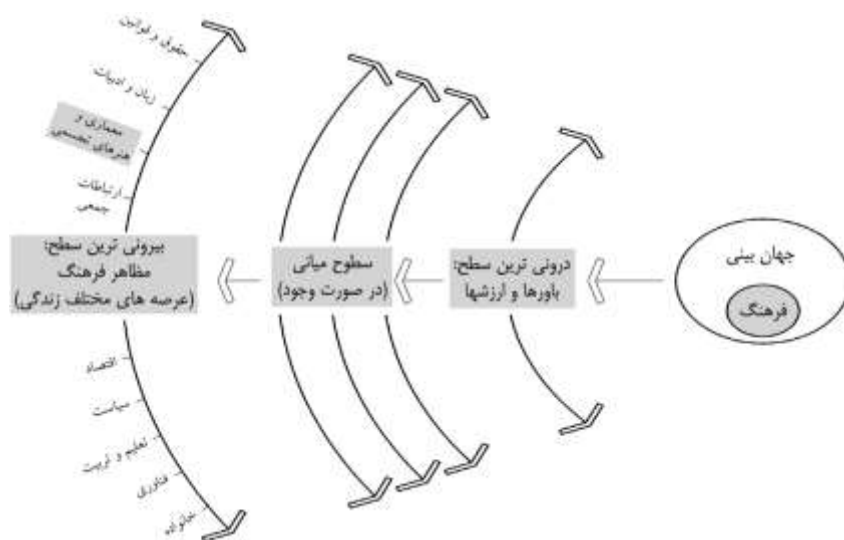 جهان بینی
فرهنگ
درونی ترین سطح:
باورها و ارزشها
سطوح میانی
(در صورت وجود)
بیرونی ترین سطح:
مظاهر فرهنگ
(عرصه های مختلف زندگی)
حقوق و قوانین
زبان و ادبیات
معماری و
هنرهای تجسمی
ارتباطات
جمعی
اقتصاد
سیاست
تعلیم و تربیت
فناوری
خانواده